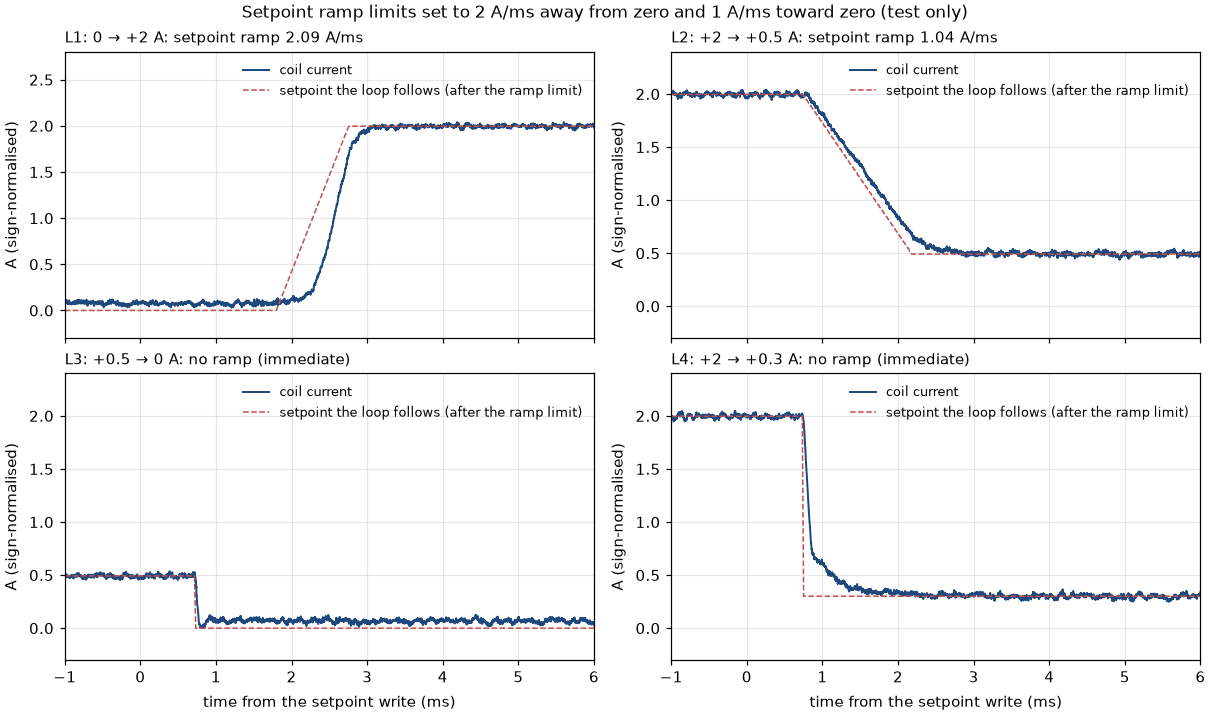 Setpoint ramp limits set to 2 A/ms away from zero and 1 A/ms toward zero (test only)
L1: 0 → +2 A: setpoint ramp 2.09 A/ms
coil current
setpoint the loop follows (after the ramp limit)
A (sign-normalised)
2.5
2.0
1.5
1.0
0.5
0.0
L2: +2 → +0.5 A: setpoint ramp 1.04 A/ms
coil current
setpoint the loop follows (after the ramp limit)
A (sign-normalised)
2.0
1.5
1.0
0.5
0.0
L3: +0.5 → 0 A: no ramp (immediate)
coil current
setpoint the loop follows (after the ramp limit)
A (sign-normalised)
2.0
1.5
1.0
0.5
0.0
−1 0 1 2 3 4 5 6
time from the setpoint write (ms)
L4: +2 → +0.3 A: no ramp (immediate)
coil current
setpoint the loop follows (after the ramp limit)
A (sign-normalised)
2.0
1.5
1.0
0.5
0.0
−1 0 1 2 3 4 5 6
time from the setpoint write (ms)